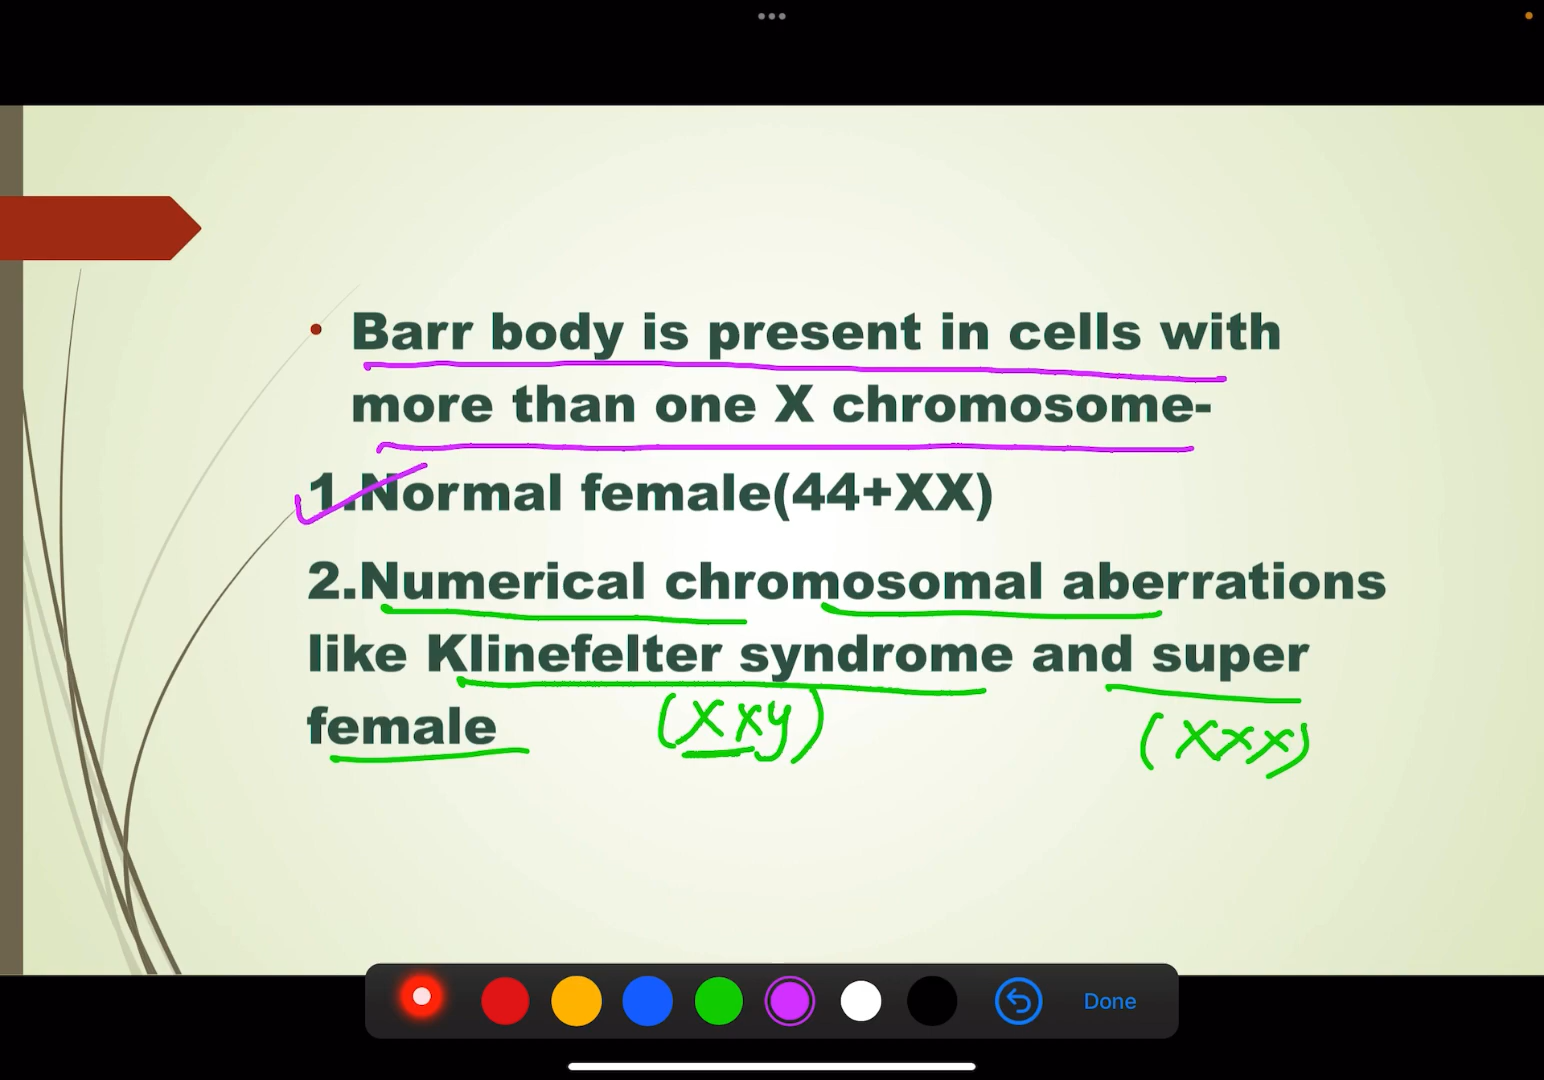 Barr body is present in cells with
more than one X chromosome-
1.Normal female(44+XX)
2.Numerical chromosomal aberrations
like Klinefelter syndrome and super
female
(XXY)
(XXX)
Done